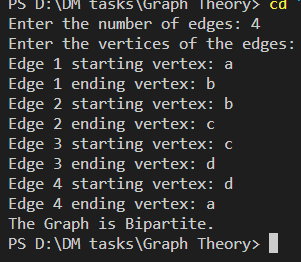 PS D:\DM tasks\Graph Theory> cd
Enter the number of edges: 4
Enter the vertices of the edges:
Edge 1 starting vertex: a
Edge 1 ending vertex: b
Edge 2 starting vertex: b
Edge 2 ending vertex: c
Edge 3 starting vertex: c
Edge 3 ending vertex: d
Edge 4 starting vertex: d
Edge 4 ending vertex: a
The Graph is Bipartite.
PS D:\DM tasks\Graph Theory>